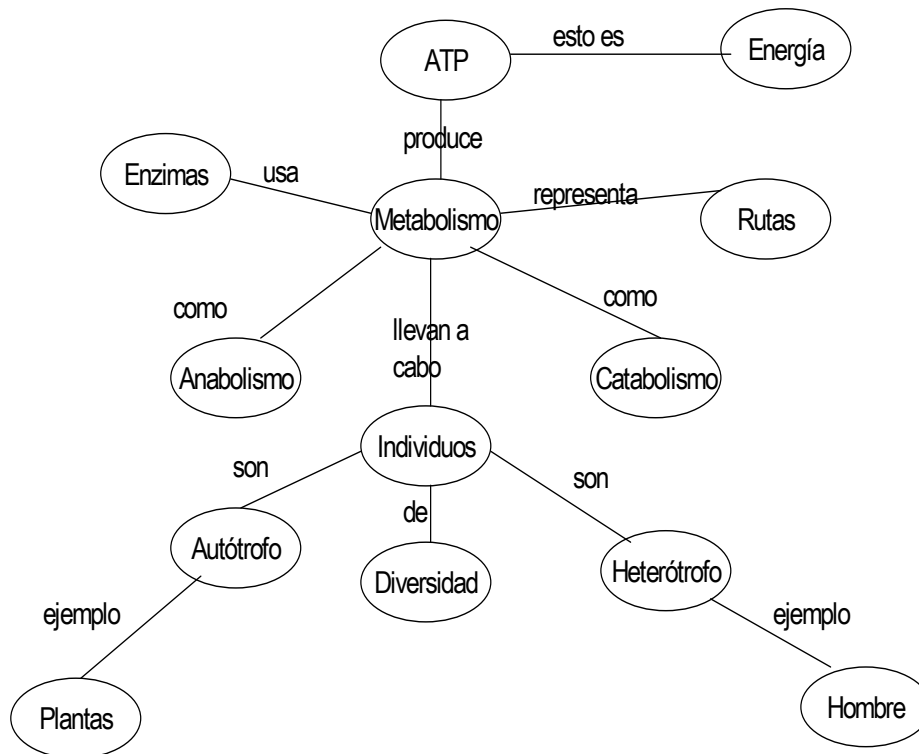 esto es
Energía
ATP
produce
Enzimas
usa
representa
Metabolismo
Rutas
como
como
llevan a
cabo
Anabolismo
Catabolismo
Individuos
son
son
de
Autótrofo
Diversidad
Heterótrofo
ejemplo
ejemplo
Plantas
Hombre